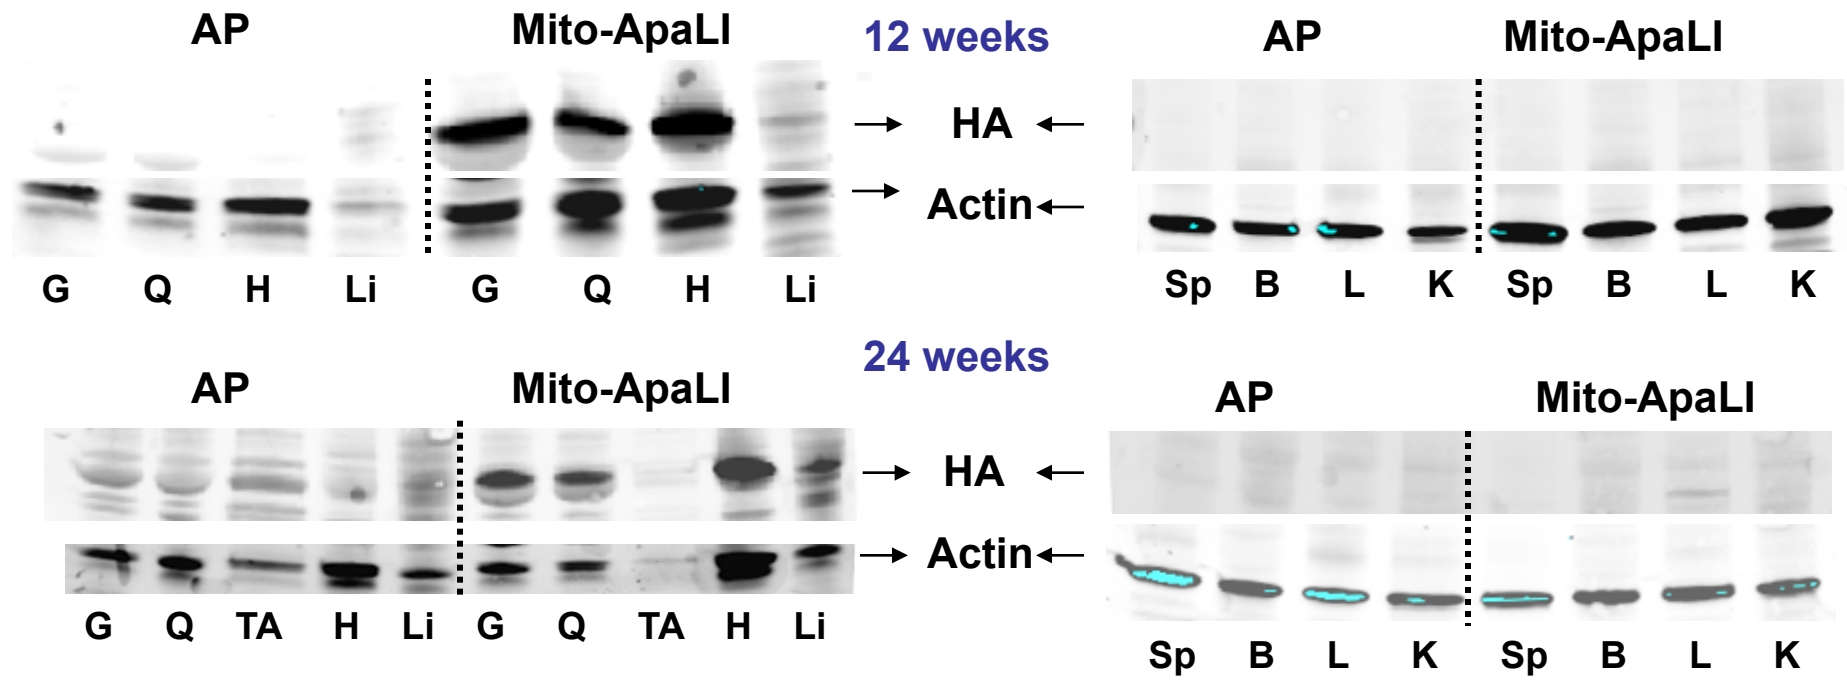 AP Mito-ApaLI 12 weeks AP Mito-ApaLI
HA
Actin
G Q H Li G Q H Li Sp B L K Sp B L K
24 weeks
AP Mito-ApaLI AP Mito-ApaLI
HA
Actin
G Q TA H Li G Q TA H Li Sp B L K Sp B L K